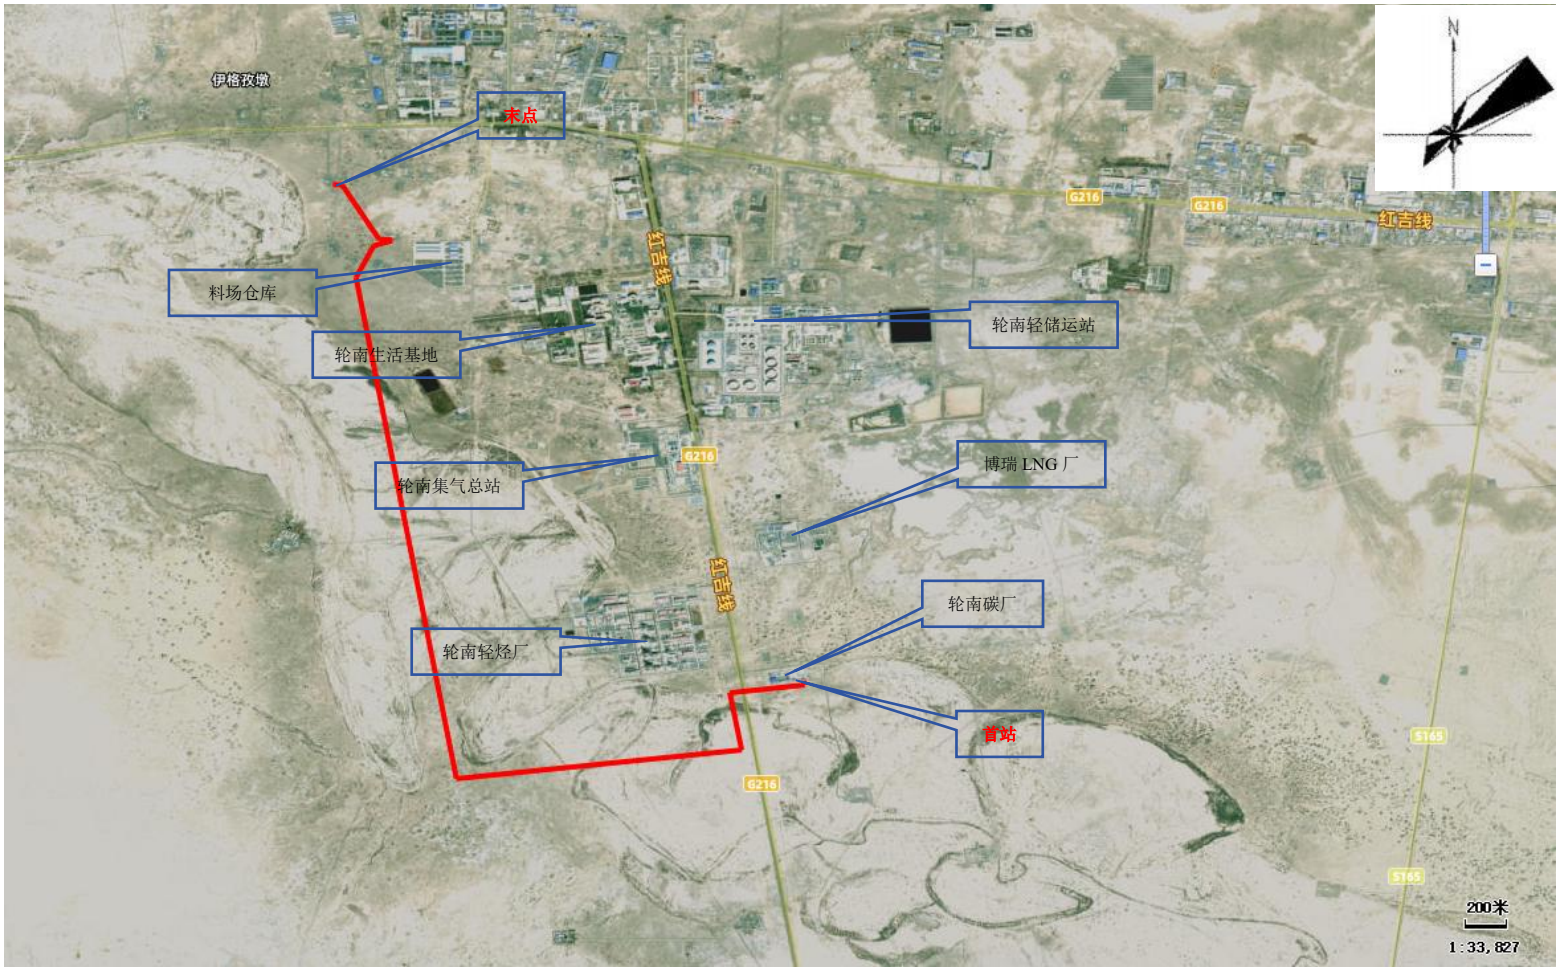 N
伊格孜墩
末点
G216
G216
红吉线
红吉线
料场仓库
轮南轻储运站
轮南生活基地
G216
博瑞 LNG 厂
轮南集气总站
红吉线
轮南碳厂
轮南轻烃厂
首站
S165
G216
S165
200米
1:33,827